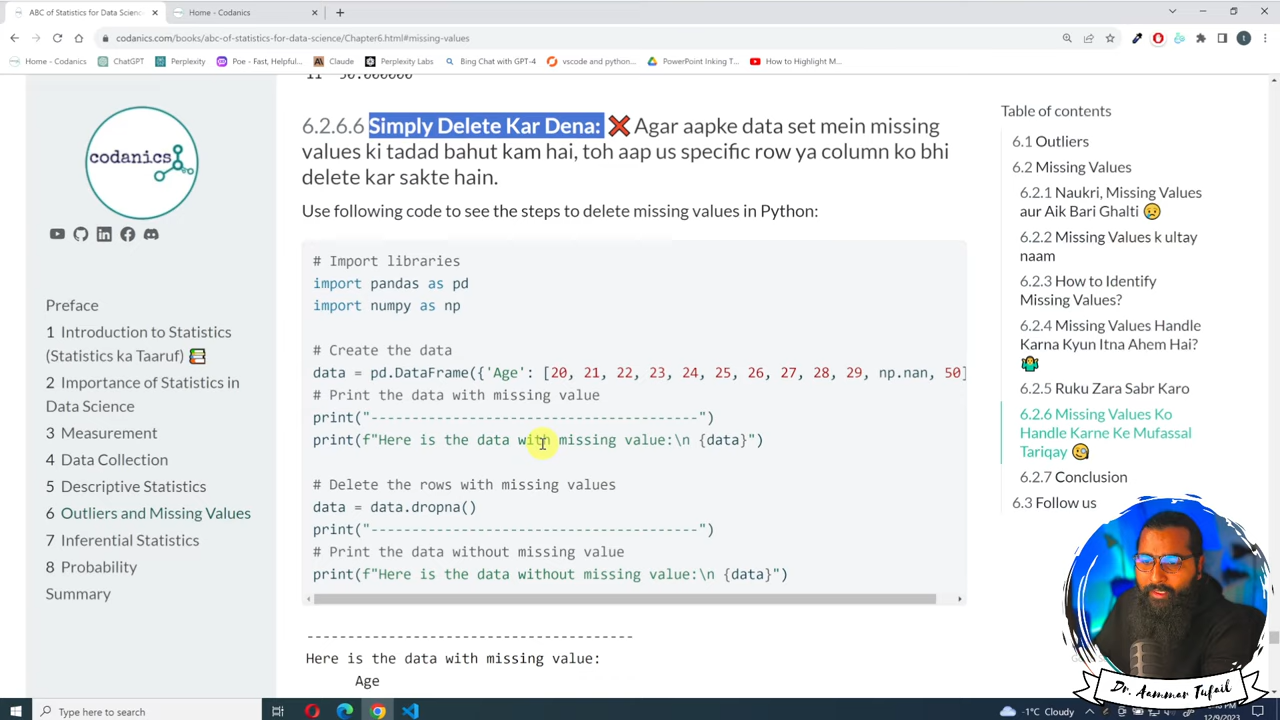 ABC of Statistics for Data Scienc
Home - Codanics
codanics.com/books/abc-of-statistics-for-data-science/Chapter6.html#missing-values
t
Home - Codanics
ChatGPT
Perplexity
Poe - Fast, Helpful...
Claude
Perplexity Labs
Bing Chat with GPT-4
vscode and python...
PowerPoint Inking T...
How to Highlight M...
codanics
Preface
1 Introduction to Statistics
(Statistics ka Taaruf) 📚
2 Importance of Statistics in
Data Science
3 Measurement
4 Data Collection
5 Descriptive Statistics
6 Outliers and Missing Values
7 Inferential Statistics
8 Probability
Summary
11 50.000000
6.2.6.6 Simply Delete Kar Dena: ❌ Agar aapke data set mein missing
values ki tadad bahut kam hai, toh aap us specific row ya column ko bhi
delete kar sakte hain.
Use following code to see the steps to delete missing values in Python:
# Import libraries
import pandas as pd
import numpy as np
# Create the data
data = pd.DataFrame({'Age': [20, 21, 22, 23, 24, 25, 26, 27, 28, 29, np.nan, 50]
# Print the data with missing value
print("----------------------------------------")
print(f"Here is the data with missing value:\n {data}")
# Delete the rows with missing values
data = data.dropna()
print("----------------------------------------")
# Print the data without missing value
print(f"Here is the data without missing value:\n {data}")
----------------------------------------
Here is the data with missing value:
Age
Table of contents
6.1 Outliers
6.2 Missing Values
6.2.1 Naukri, Missing Values
aur Aik Bari Ghalti 😥
6.2.2 Missing Values k ultay
naam
6.2.3 How to Identify
Missing Values?
6.2.4 Missing Values Handle
Karna Kyun Itna Ahem Hai?
🤷‍♂️
6.2.5 Ruku Zara Sabr Karo
6.2.6 Missing Values Ko
Handle Karne Ke Mufassal
Tariqay 🧐
6.2.7 Conclusion
6.3 Follow us
Dr. Aammar Tufail
Type here to search
-1°C Cloudy